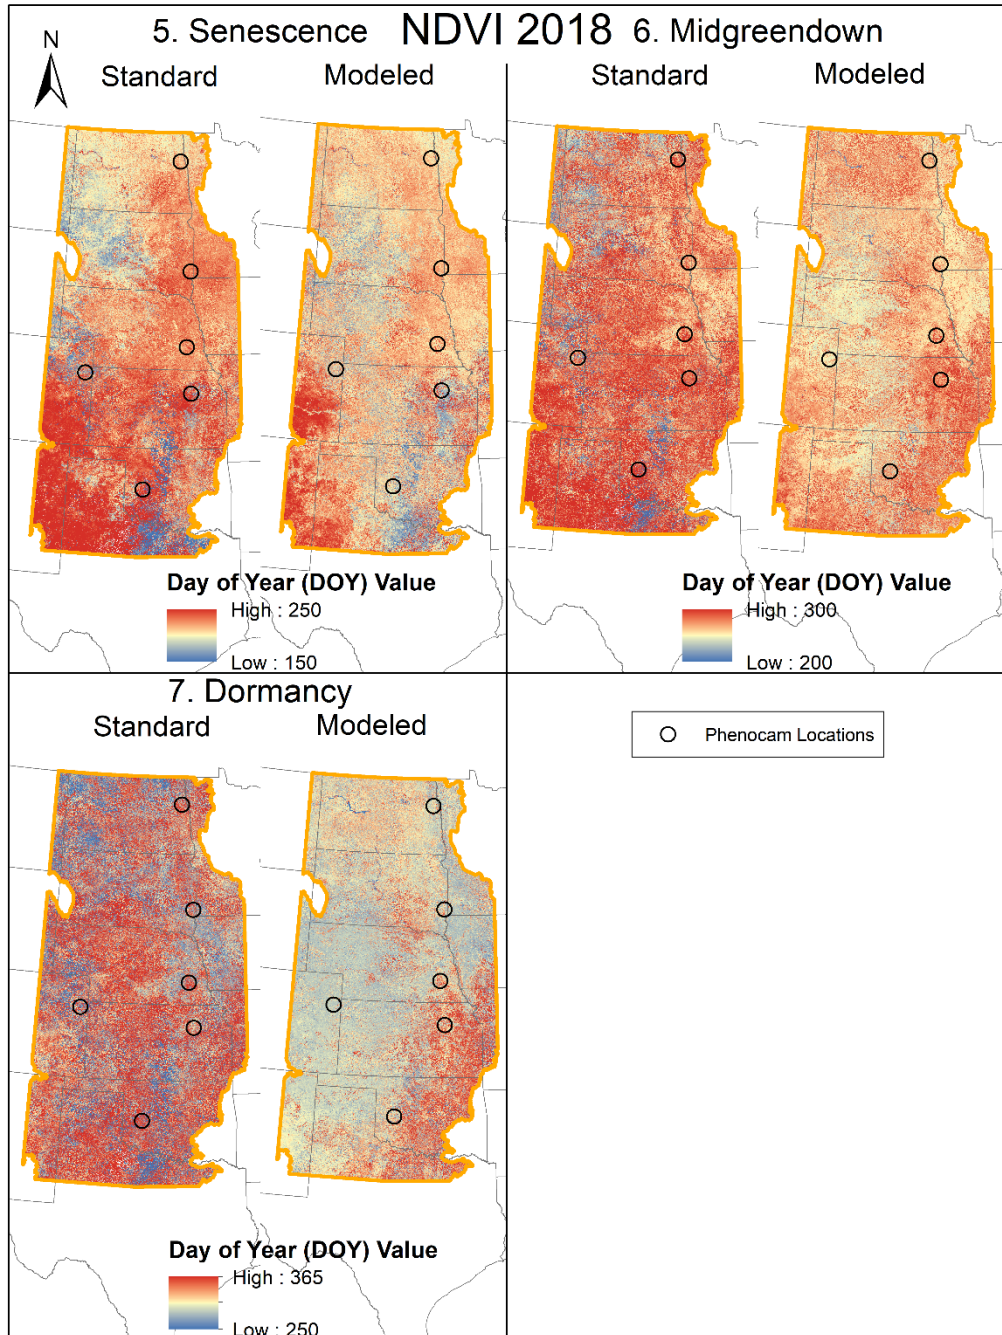 NDVI 2018
N
5. Senescence
Standard
Modeled
Day of Year (DOY) Value
High : 250
Low : 150
6. Midgreendown
Standard
Modeled
Day of Year (DOY) Value
High : 300
Low : 200
7. Dormancy
Standard
Modeled
Day of Year (DOY) Value
High : 365
Low : 250
Phenocam Locations